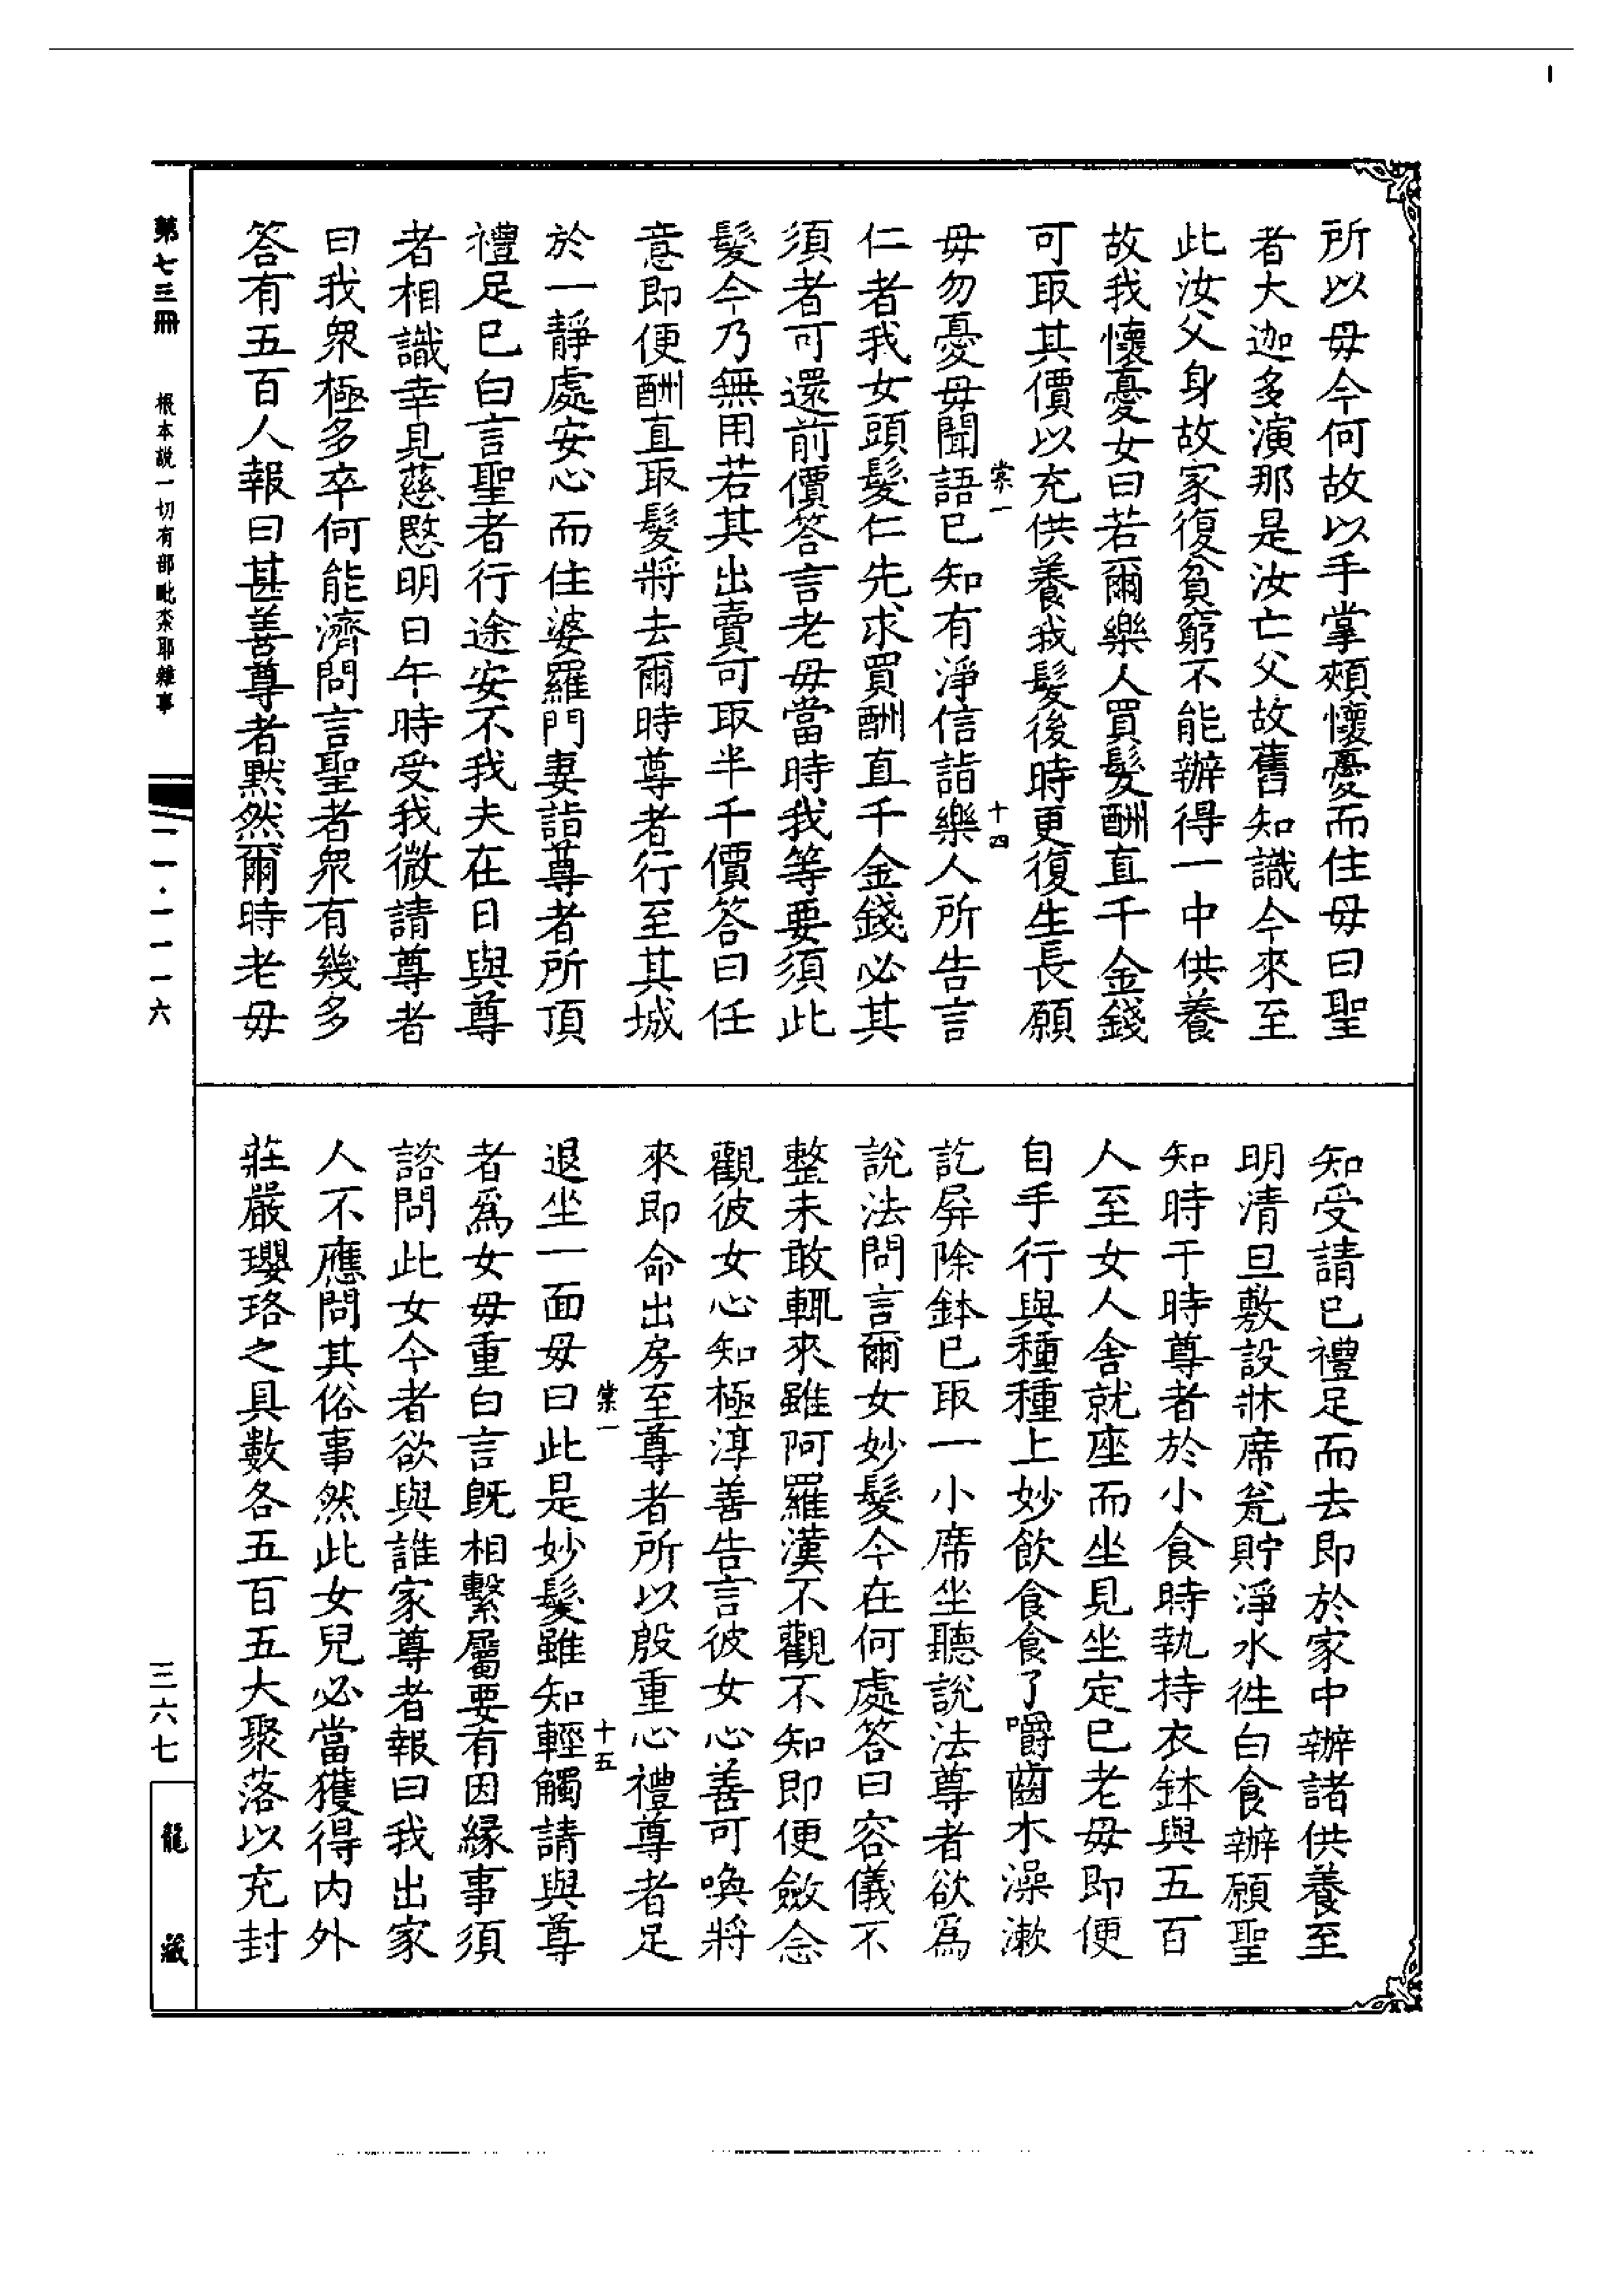 所以毋今何故以手掌頰懷憂而住毋曰聖
者大迦多演那是汝亡父故舊知識今來至
此汝父身故家復貧窮不能辦得一中供養
故我懷憂女曰若爾樂人買髮酬直千金錢
可取其價以充供養我髮後時更復生長願
棠一
十四
毋勿憂毋聞語已知有淨信詣樂人所告言
仁者我女頭髮仁先求買酬直千金錢必其
須者可還前價答言老毋當時我等要須此
髮今乃無用若其出賣可取半千價答曰任
意即便酬直取髮將去爾時尊者行至其城
於一靜處安心而住婆羅門妻詣尊者所頂
禮足已白言聖者行途安不我夫在日與尊
者相識幸見慈愍明日午時受我微請尊者
曰我眾極多卒何能濟問言聖者眾有幾多
答有五百人報曰甚善尊者默然爾時老毋
知受請已禮足而去即於家中辦諸供養至
明清旦敷設牀席瓮貯淨水往白食辦願聖
知時于時尊者於小食時執持衣鉢與五百
人至女人舍就座而坐見坐定已老毋即便
自手行與種種上妙飲食食了嚼齒木澡漱
訖屏除鉢已取一小席坐聽說法尊者欲爲
說法問言爾女妙髮今在何處答曰容儀不
整未敢輒來雖阿羅漢不觀不知即便斂念
觀彼女心知極淳善告言彼女心善可喚將
來即命出房至尊者所以殷重心禮尊者足
棠一
十五
退坐一面毋曰此是妙髮雖知輕觸請與尊
者爲女毋重白言既相繫屬要有因緣事須
諮問此女今者欲與誰家尊者報曰我出家
人不應問其俗事然此女兒必當獲得內外
莊嚴瓔珞之具數各五百五大聚落以充封
第七三冊
根本說一切有部毗奈耶雜事
一一·一一一六
三六七
龍藏